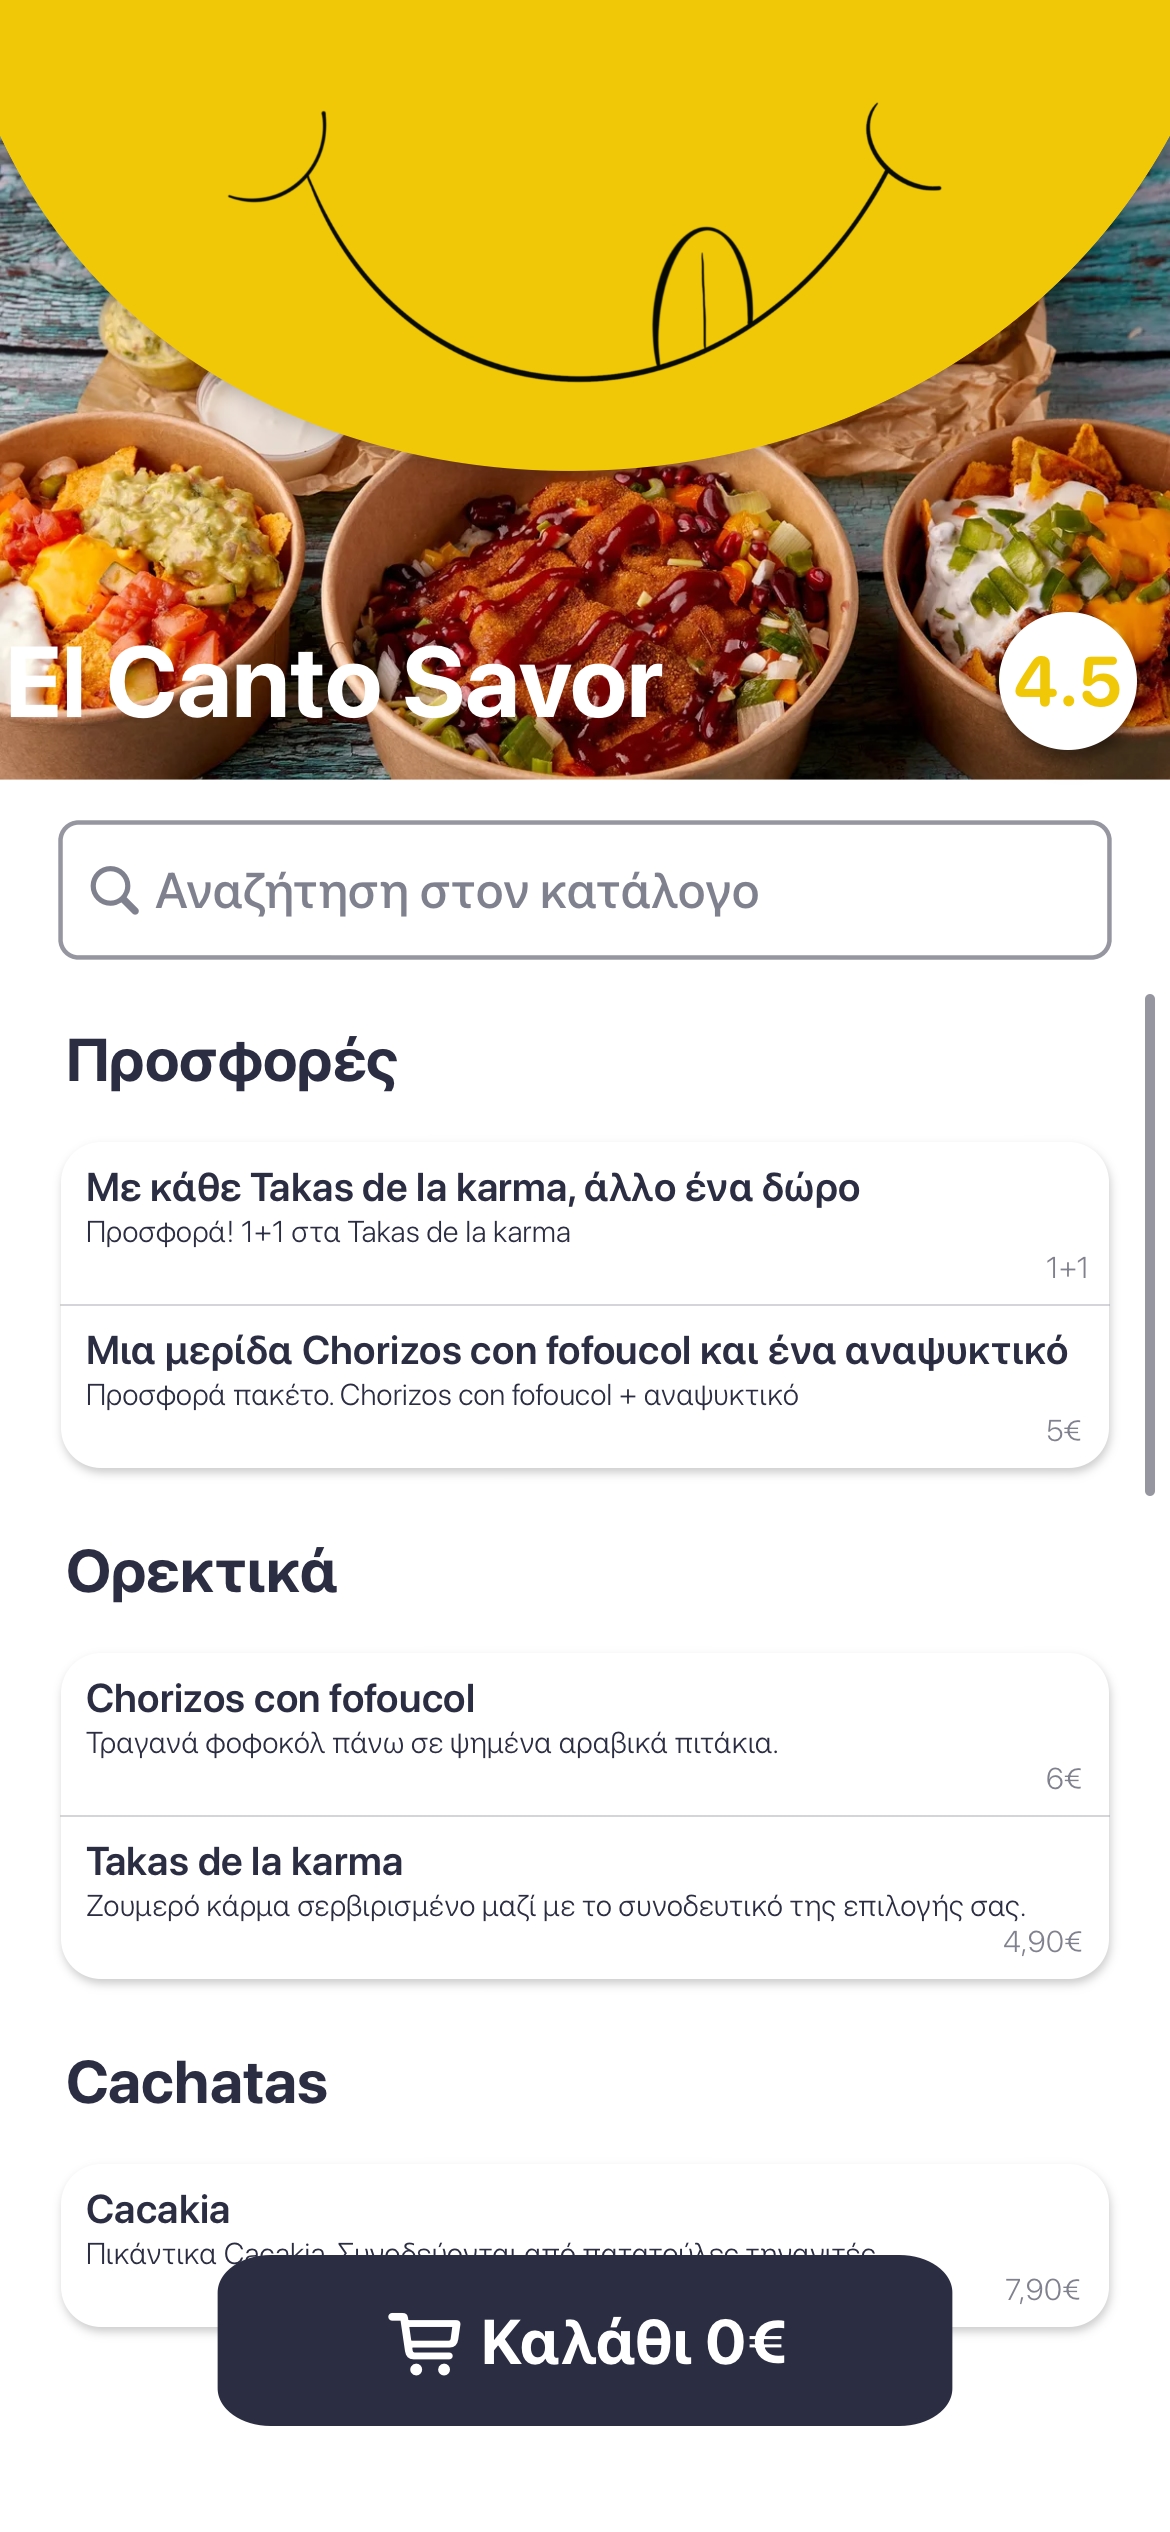 El Canto Savor
4.5
Αναζήτηση στον κατάλογο
Προσφορές
Με κάθε Takas de la karma, άλλο ένα δώρο
Προσφορά! 1+1 στα Takas de la karma
1+1
Μια μερίδα Chorizos con fofoucol και ένα αναψυκτικό
Προσφορά πακέτο. Chorizos con fofoucol + αναψυκτικό
5€
Ορεκτικά
Chorizos con fofoucol
Τραγανά φοφοκόλ πάνω σε ψημένα αραβικά πιτάκια.
6€
Takas de la karma
Ζουμερό κάρμα σερβιρισμένο μαζί με το συνοδευτικό της επιλογής σας.
4,90€
Cachatas
Cacakia
Πικάντικα Cacakia. Συνοδεύονται από πατατούλες τηγανιτές.
7,90€
Καλάθι 0€